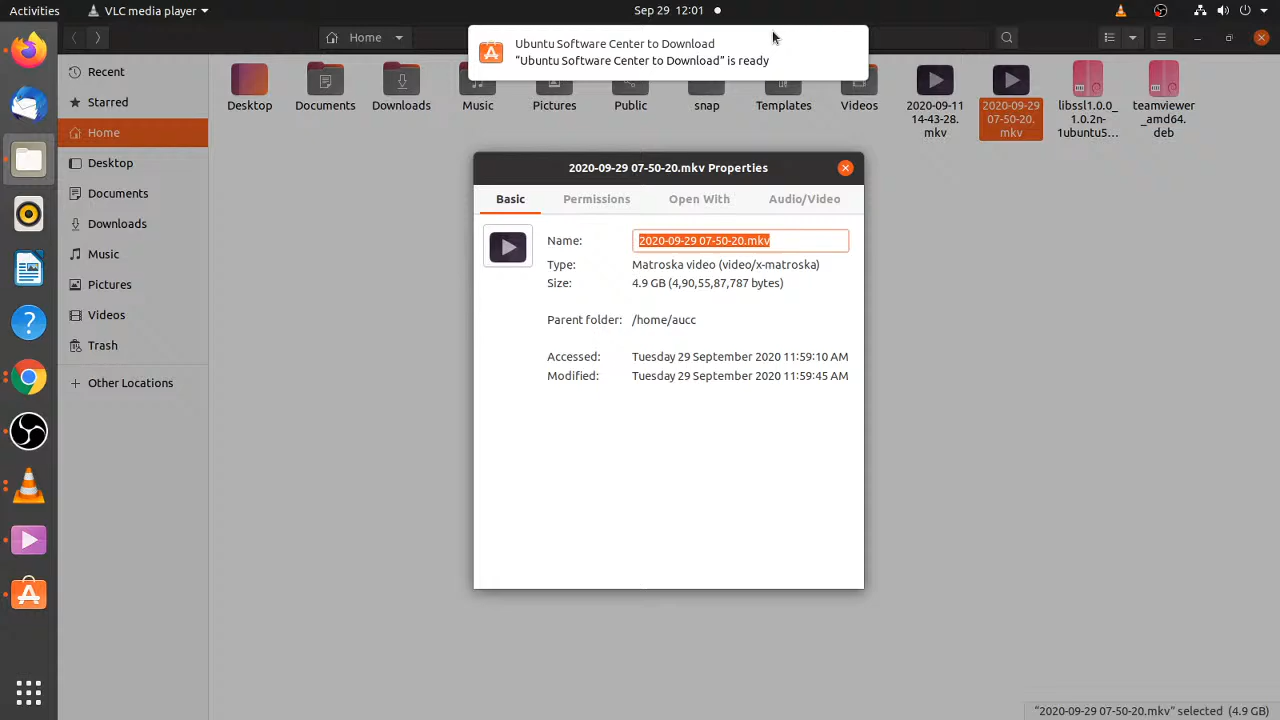 Activities
VLC media player
Sep 29 12:01
Home
Ubuntu Software Center to Download
“Ubuntu Software Center to Download” is ready
Recent
Starred
Home
Desktop
Documents
Downloads
Music
Pictures
Videos
Trash
Other Locations
Desktop
Documents
Downloads
Music
Pictures
Public
snap
Templates
Videos
2020-09-11
14-43-28.
mkv
2020-09-29
07-50-20.
mkv
libssl1.0.0_
1.0.2n-
1ubuntu5...
teamviewer
_amd64.
deb
2020-09-29 07-50-20.mkv Properties
Basic
Permissions
Open With
Audio/Video
Name: 2020-09-29 07-50-20.mkv
Type: Matroska video (video/x-matroska)
Size: 4.9 GB (4,90,55,87,787 bytes)
Parent folder: /home/aucc
Accessed: Tuesday 29 September 2020 11:59:10 AM
Modified: Tuesday 29 September 2020 11:59:45 AM
“2020-09-29 07-50-20.mkv” selected (4.9 GB)